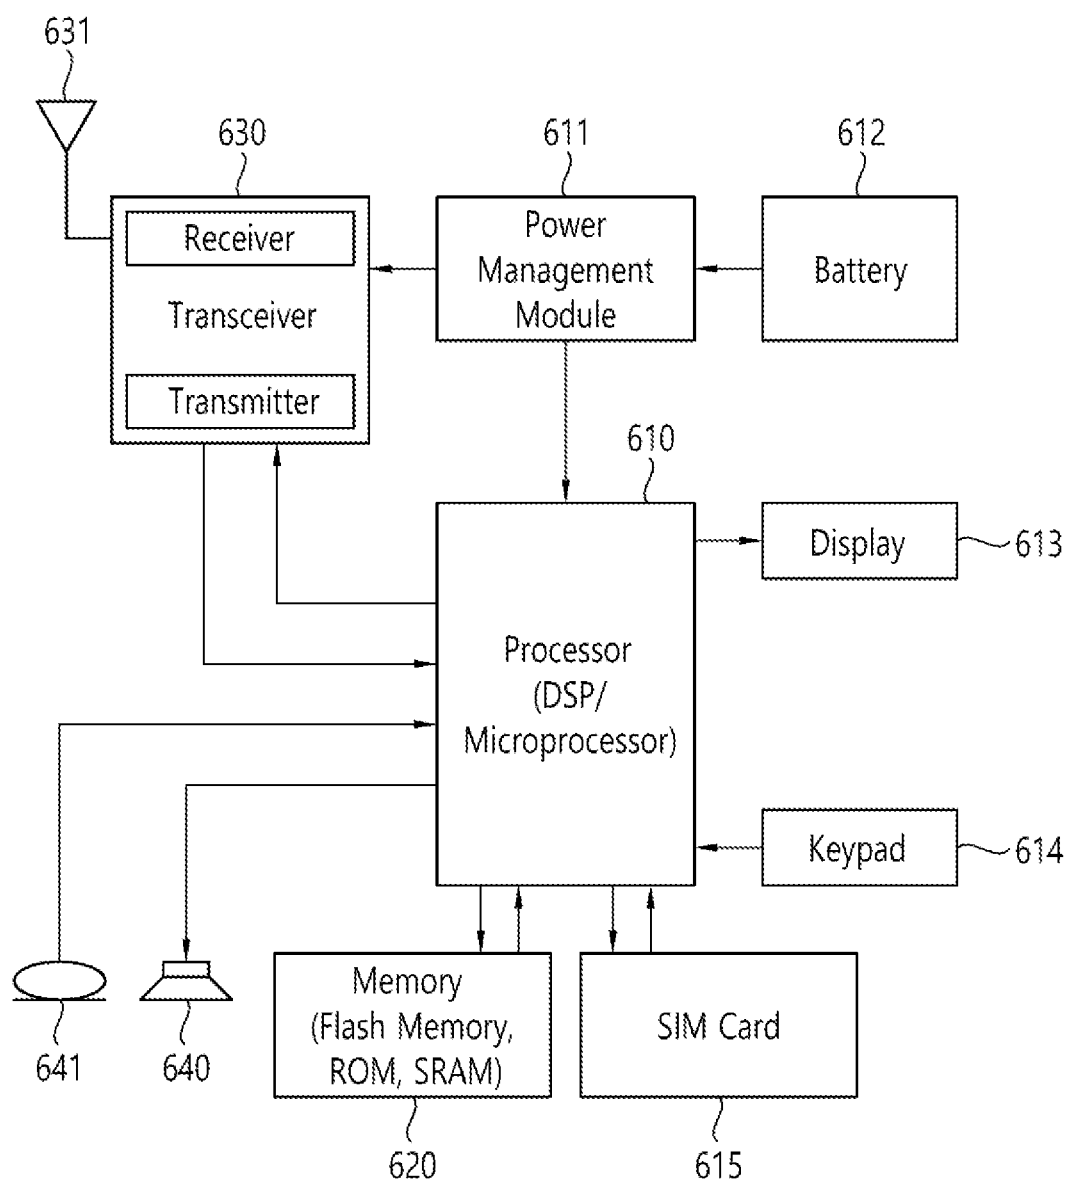 631
630
611
612
Receiver
Transceiver
Transmitter
Power
Management
Module
Battery
610
Processor
(DSP/
Microprocessor)
Display
613
Keypad
614
641
640
Memory
(Flash Memory,
ROM, SRAM)
SIM Card
620
615